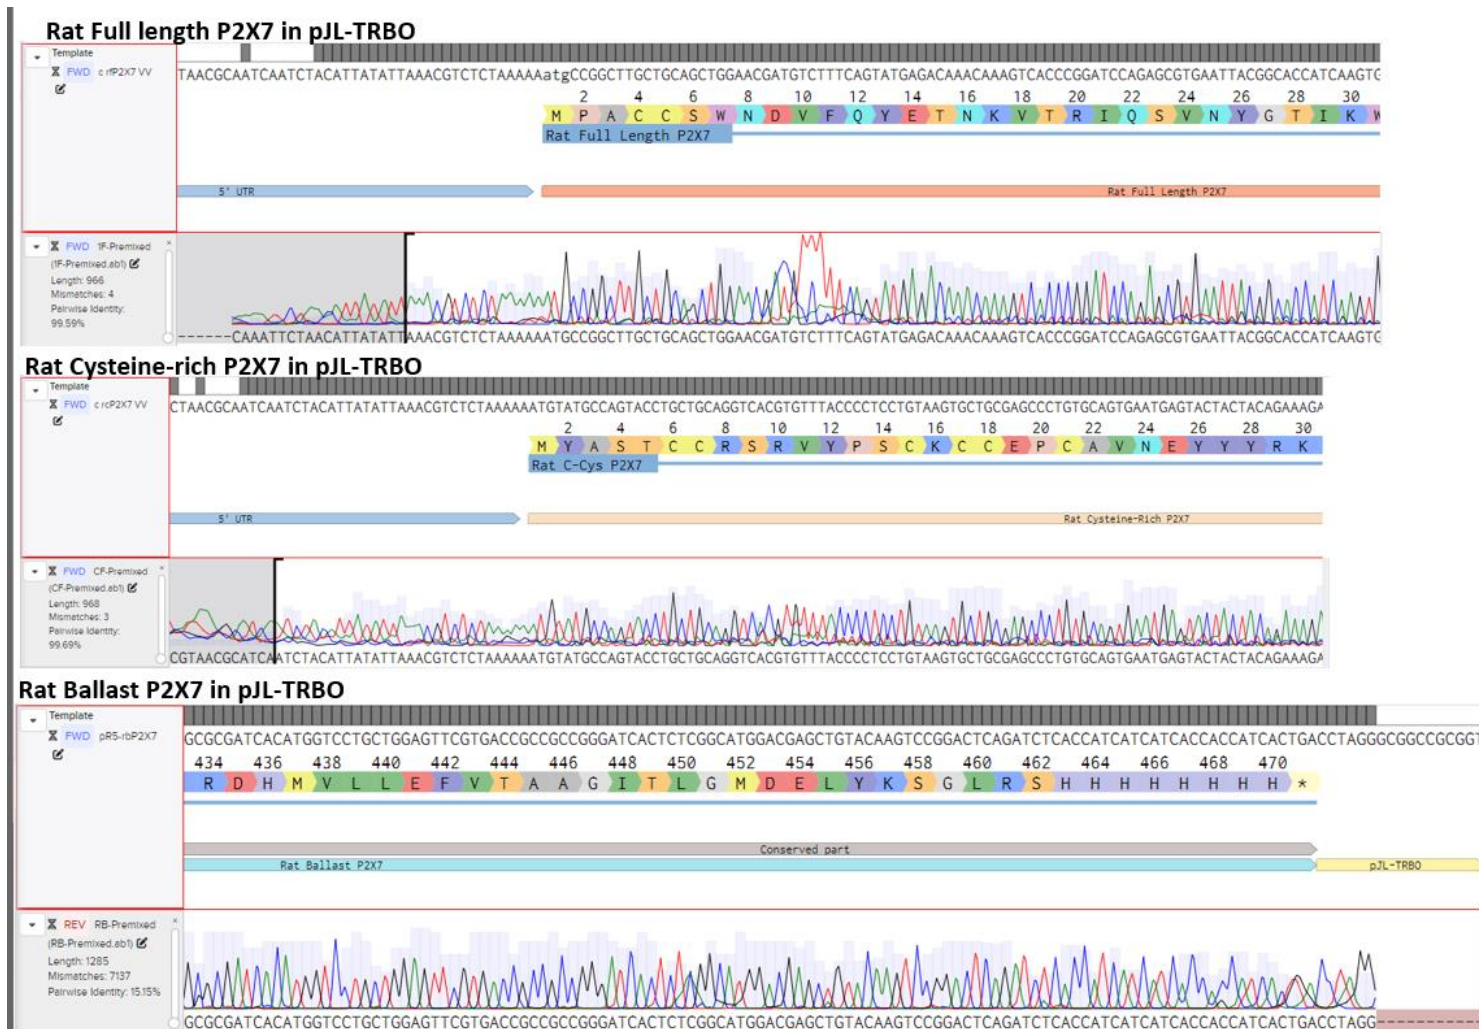 Rat Full length P2X7 in pJL-TRBO
Template
FWD c rfP2X7 VV
TAACGCAATCAATCTACATTATATTAAACGTCTCTAAAAAatgCCGGCTTGCTGCAGCTGGAACGATGTCTTTCAGTATGAGACAAACAAAGTCACCCGGATCCAGAGCGTGAATTACGGCACCATCAAGTG
2 4 6 8 10 12 14 16 18 20 22 24 26 28 30
M P A C C S W N D V F Q Y E T N K V T R I Q S V N Y G T I K W
Rat Full Length P2X7
5' UTR
Rat Full Length P2X7
FWD 1F-Premixed
(1F-Premixed.ab1)
Length: 966
Mismatches: 4
Pairwise Identity:
99.59%
------CAAATTCTAACATTATATTAAACGTCTCTAAAAAATGCCGGCTTGCTGCAGCTGGAACGATGTCTTTCAGTATGAGACAAACAAAGTCACCCGGATCCAGAGCGTGAATTACGGCACCATCAAGTG
Rat Cysteine-rich P2X7 in pJL-TRBO
Template
FWD c rcP2X7 VV
CTAACGCAATCAATCTACATTATATTAAACGTCTCTAAAAAATGTATGCCAGTACCTGCTGCAGGTCACGTGTTTACCCCTCCTGTAAGTGCTGCGAGCCCTGTGCAGTGAATGAGTACTACTACAGAAAGA
2 4 6 8 10 12 14 16 18 20 22 24 26 28 30
M Y A S T C C R S R V Y P S C K C C E P C A V N E Y Y Y R K
Rat C-Cys P2X7
5' UTR
Rat Cysteine-Rich P2X7
FWD CF-Premixed
(CF-Premixed.ab1)
Length: 968
Mismatches: 3
Pairwise Identity:
99.69%
CGTAACGCATCAATCTACATTATATTAAACGTCTCTAAAAAATGTATGCCAGTACCTGCTGCAGGTCACGTGTTTACCCCTCCTGTAAGTGCTGCGAGCCCTGTGCAGTGAATGAGTACTACTACAGAAAGA
Rat Ballast P2X7 in pJL-TRBO
Template
FWD pR5-rbP2X7
GCGCGATCACATGGTCCTGCTGGAGTTCGTGACCGCCGCCGGGATCACTCTCGGCATGGACGAGCTGTACAAGTCCGGACTCAGATCTCACCATCATCATCACCACCATCACTGACCTAGGGCGGCCGCGGT
434 436 438 440 442 444 446 448 450 452 454 456 458 460 462 464 466 468 470
R D H M V L L E F V T A A G I T L G M D E L Y K S G L R S H H H H H H H H *
Conserved part
Rat Ballast P2X7
pJL-TRBO
REV RB-Premixed
(RB-Premixed.ab1)
Length: 1285
Mismatches: 7137
Pairwise Identity: 15.15%
GCGCGATCACATGGTCCTGCTGGAGTTCGTGACCGCCGCCGGGATCACTCTCGGCATGGACGAGCTGTACAAGTCCGGACTCAGATCTCACCATCATCATCACCACCATCACTGACCTAGG------------